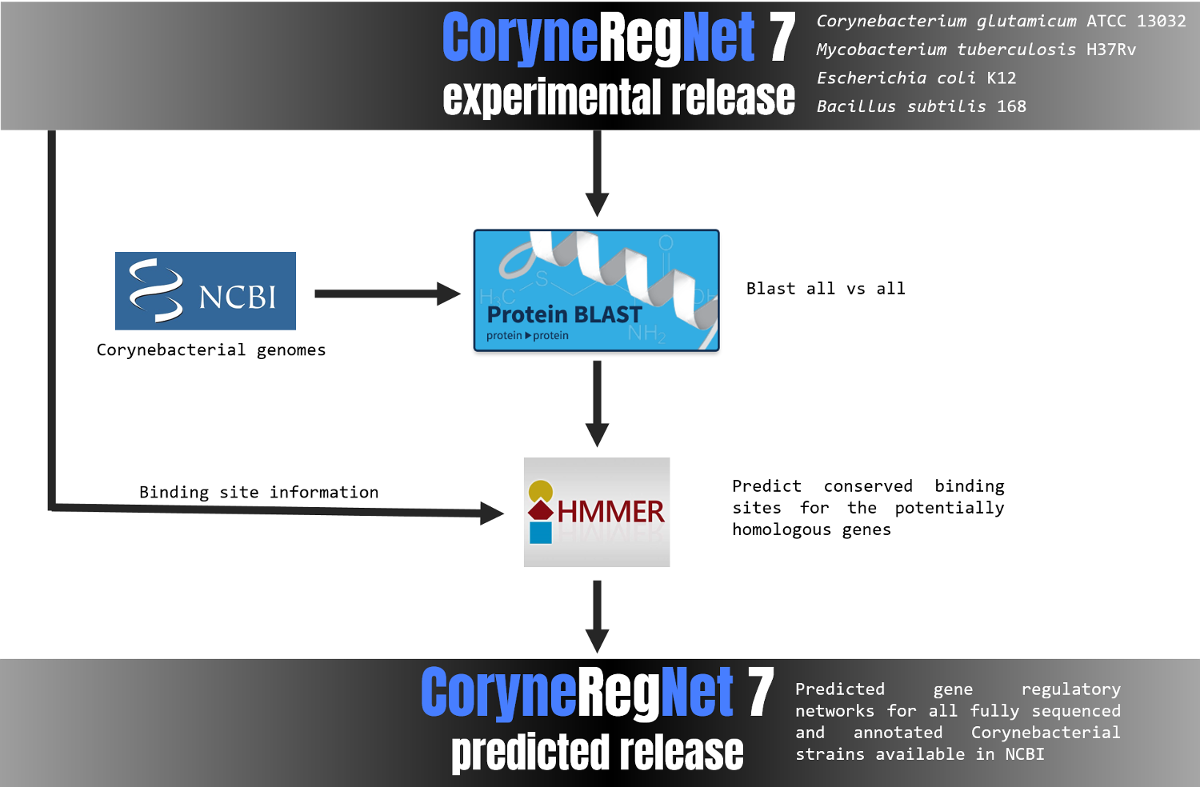 CoryneRegNet 7
experimental release
Corynebacterium glutamicum ATCC 13032
Mycobacterium tuberculosis H37Rv
Escherichia coli K12
Bacillus subtilis 168
NCBI
Corynebacterial genomes
H₃C
S
O
OH
NH₂
Protein BLAST
protein ▶ protein
Blast all vs all
Binding site information
HMMER
Predict conserved binding
sites for the potentially
homologous genes
CoryneRegNet 7
predicted release
Predicted gene regulatory
networks for all fully sequenced
and annotated Corynebacterial
strains available in NCBI